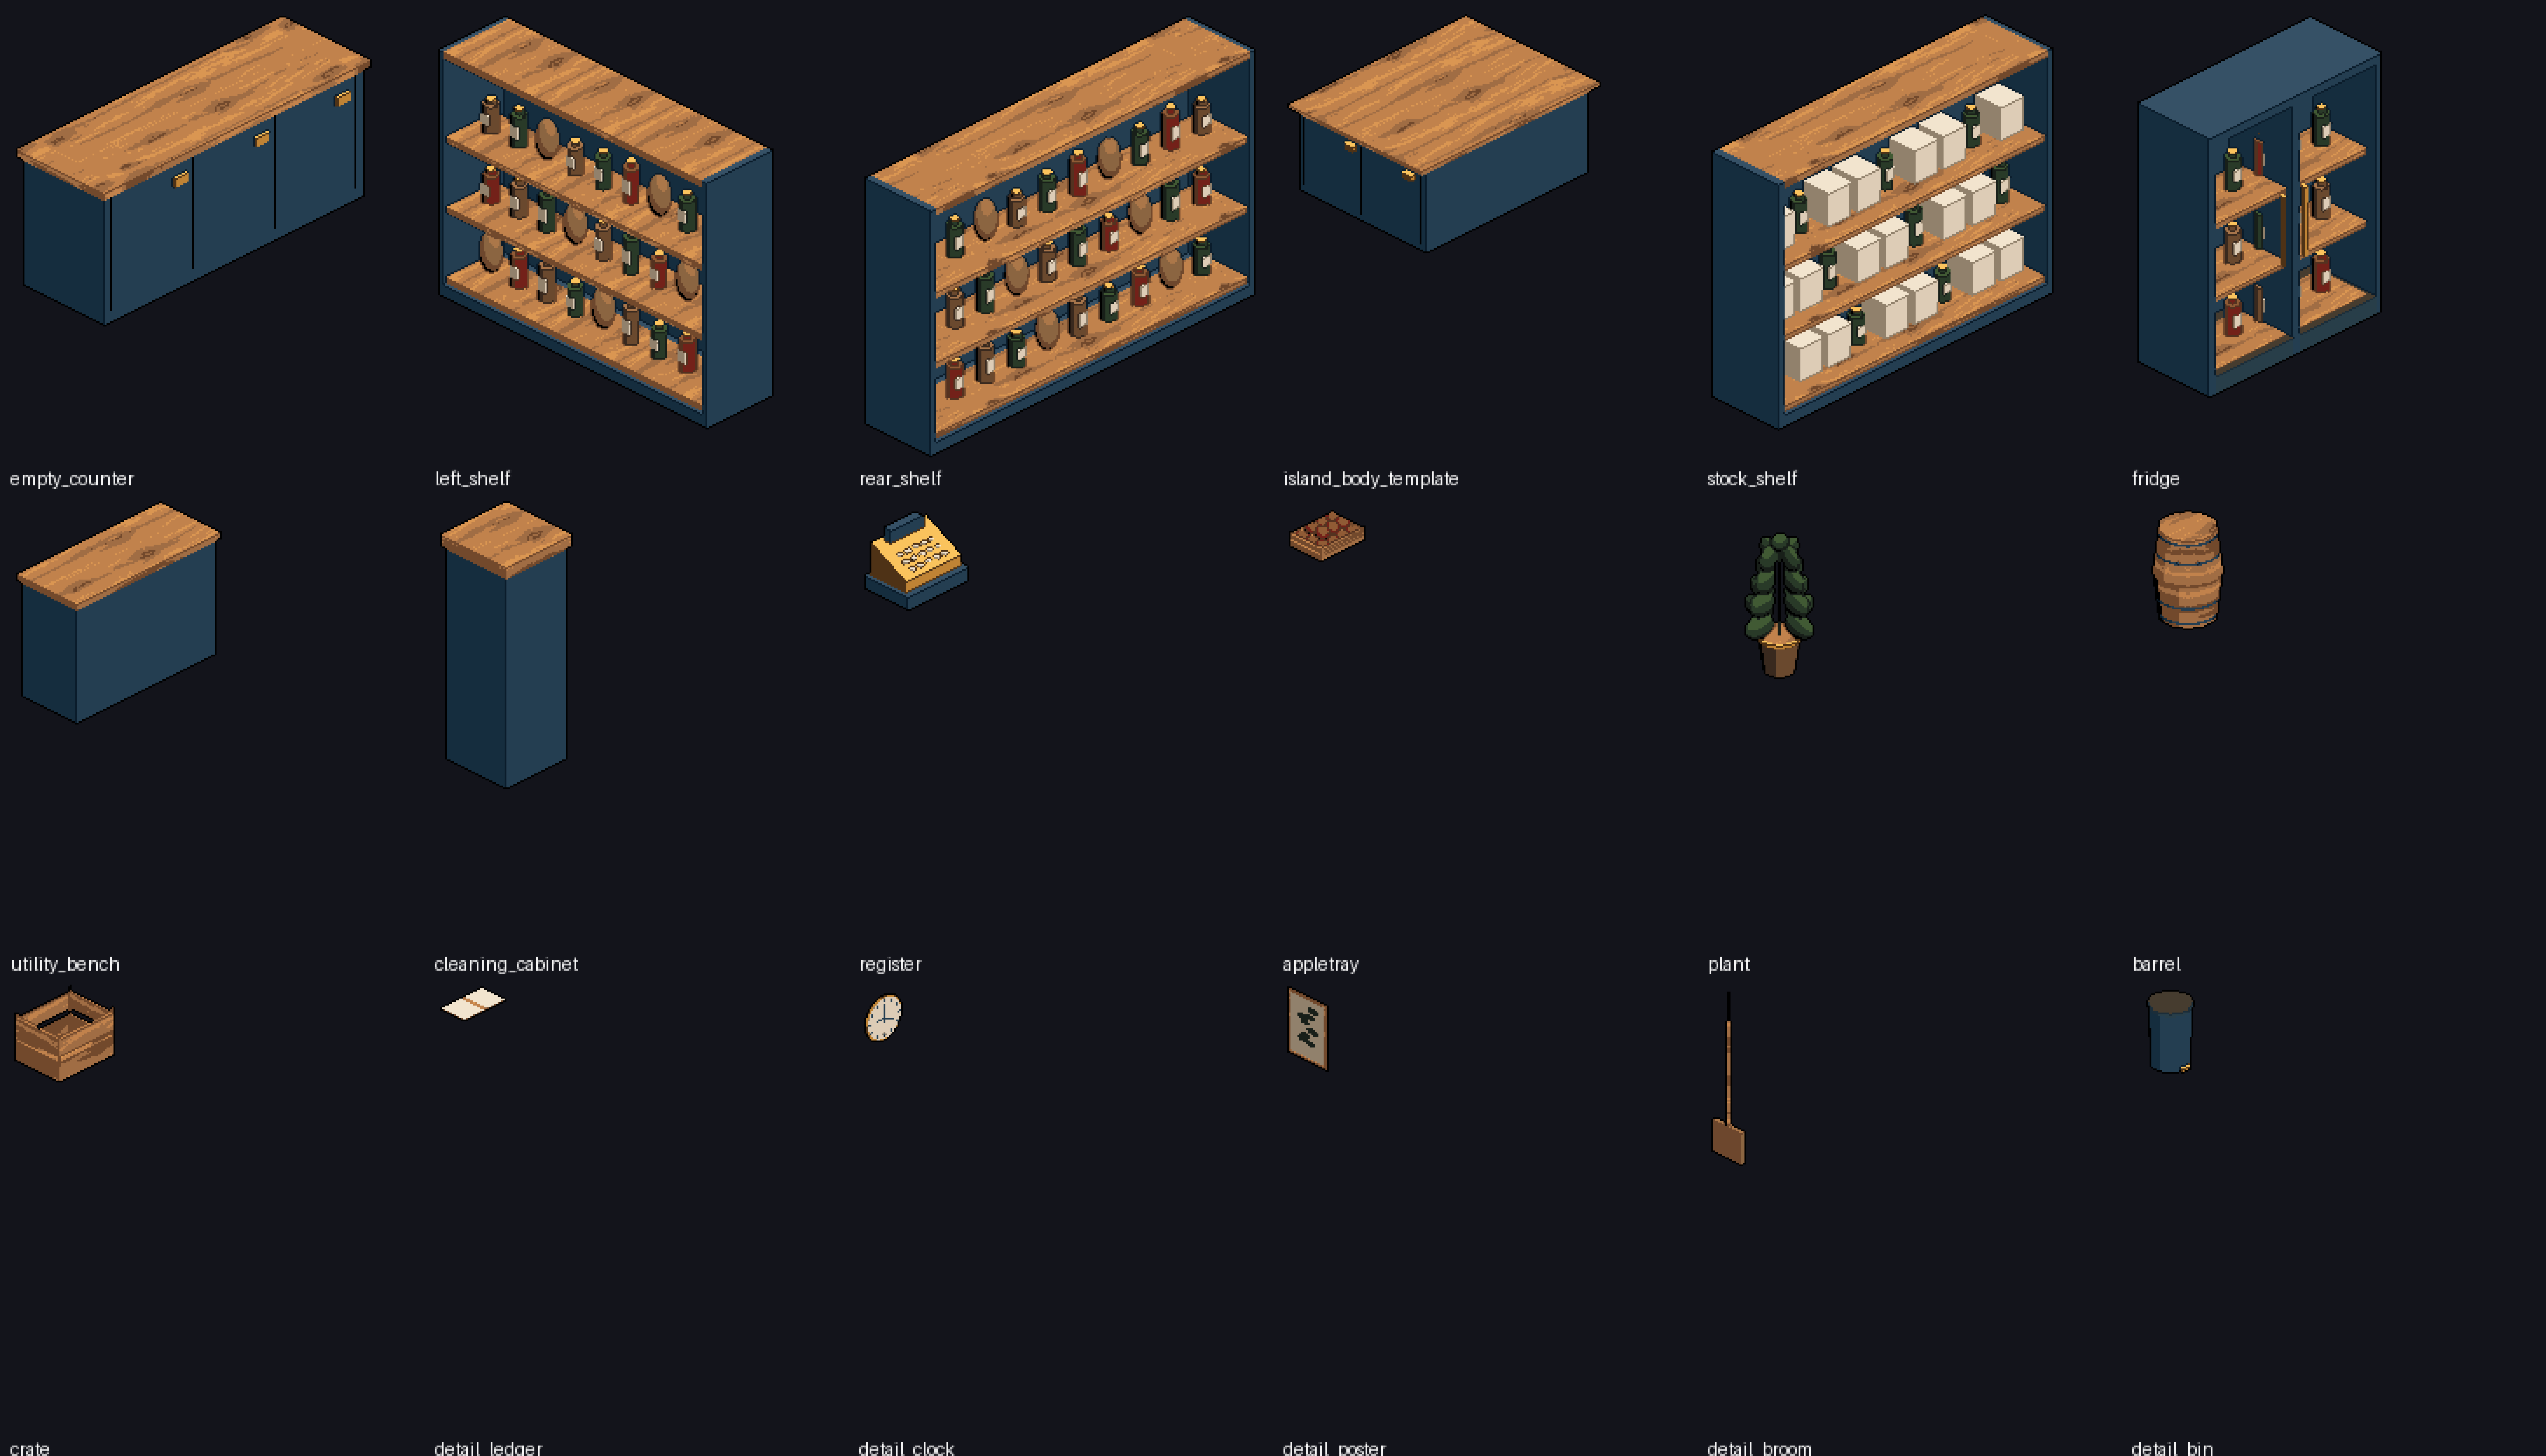 empty_counter
left_shelf
rear_shelf
island_body_template
stock_shelf
fridge
utility_bench
cleaning_cabinet
register
appletray
plant
barrel
crate
detail_ledger
detail_clock
detail_poster
detail_broom
detail_bin